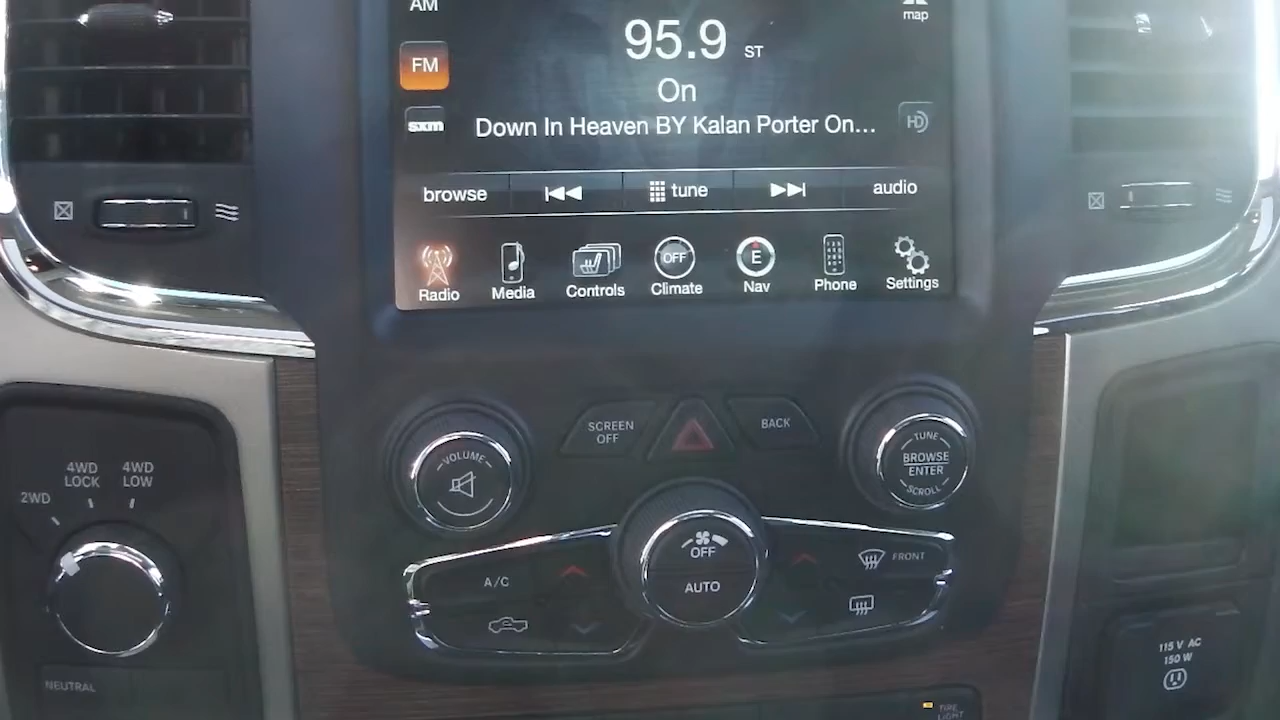 AM
map
95.9 ST
FM
On
sxm
Down In Heaven BY Kalan Porter On...
HD
browse
tune
audio
OFF
E
Radio
Media
Controls
Climate
Nav
Phone
Settings
SCREEN
OFF
BACK
VOLUME
TUNE
BROWSE
ENTER
SCROLL
2WD
4WD
LOCK
4WD
LOW
OFF
AUTO
A/C
FRONT
NEUTRAL
115 V AC
150 W
TIRE
LIGHT